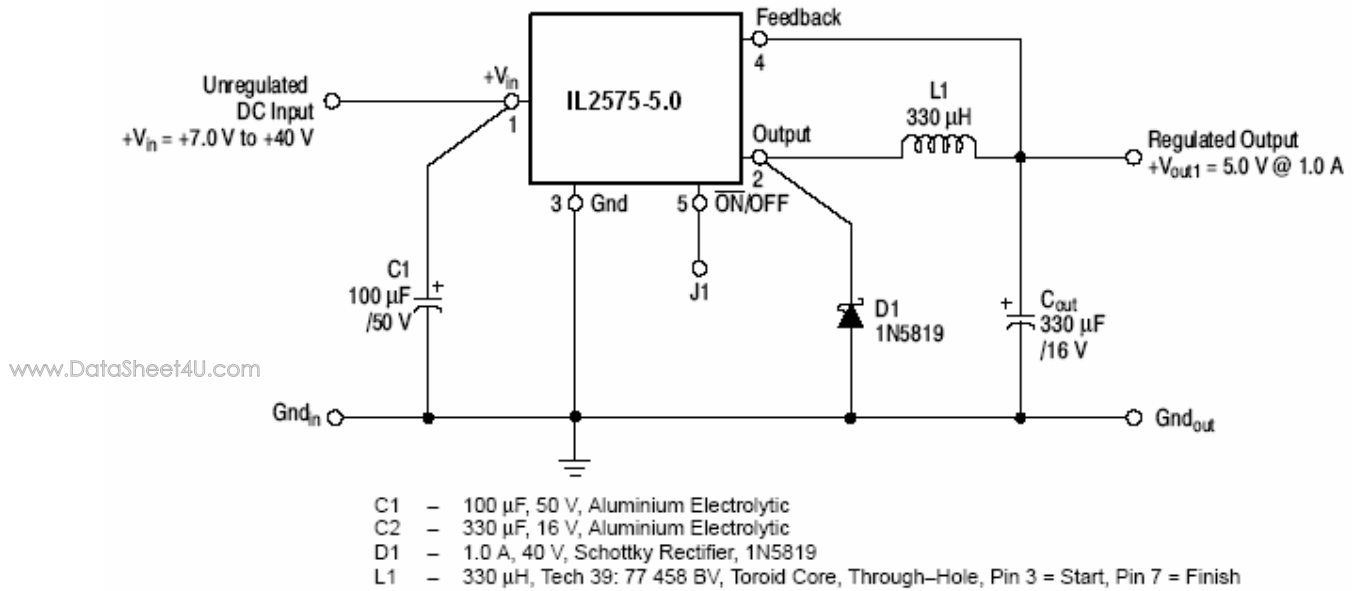 Feedback
4
Unregulated
DC Input
+Vin = +7.0 V to +40 V
+Vin
1
IL2575-5.0
L1
330 μH
Output
2
Regulated Output
+Vout1 = 5.0 V @ 1.0 A
3 Gnd
5 ON/OFF
J1
C1
100 μF
/50 V
+
D1
1N5819
+
Cout
330 μF
/16 V
www.DataSheet4U.com
Gndin
Gndout
C1 – 100 μF, 50 V, Aluminium Electrolytic
C2 – 330 μF, 16 V, Aluminium Electrolytic
D1 – 1.0 A, 40 V, Schottky Rectifier, 1N5819
L1 – 330 μH, Tech 39: 77 458 BV, Toroid Core, Through–Hole, Pin 3 = Start, Pin 7 = Finish